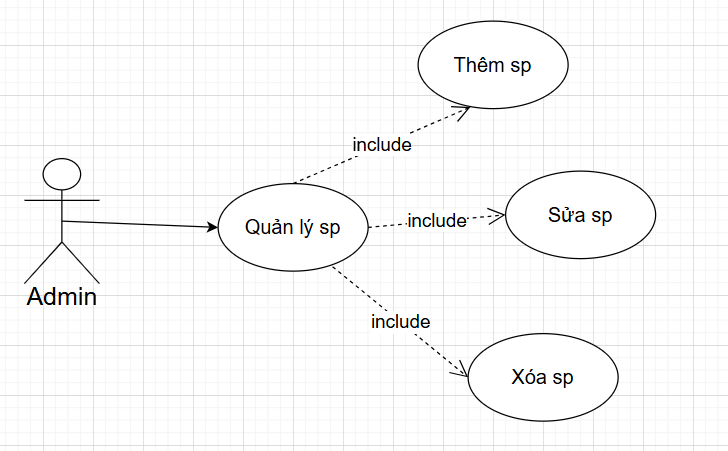 Thêm sp
include
Quản lý sp
include
Sửa sp
Admin
include
Xóa sp